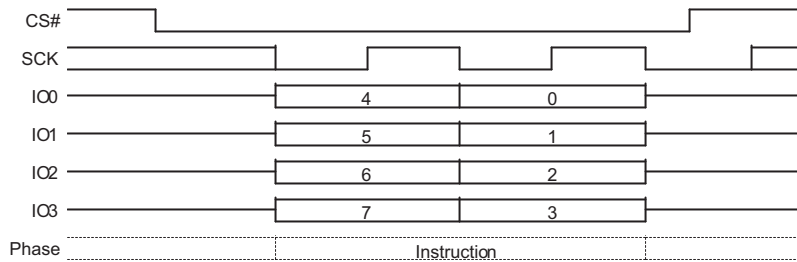 CS#
SCK
IO0 4 0
IO1 5 1
IO2 6 2
IO3 7 3
Phase Instruction